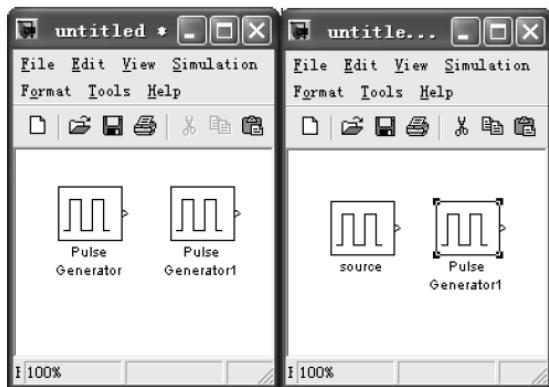 untitled *
File Edit View Simulation
Format Tools Help
Pulse
Generator
Pulse
Generator1
100%
untitle...
File Edit View Simulation
Format Tools Help
source
Pulse
Generator1
100%